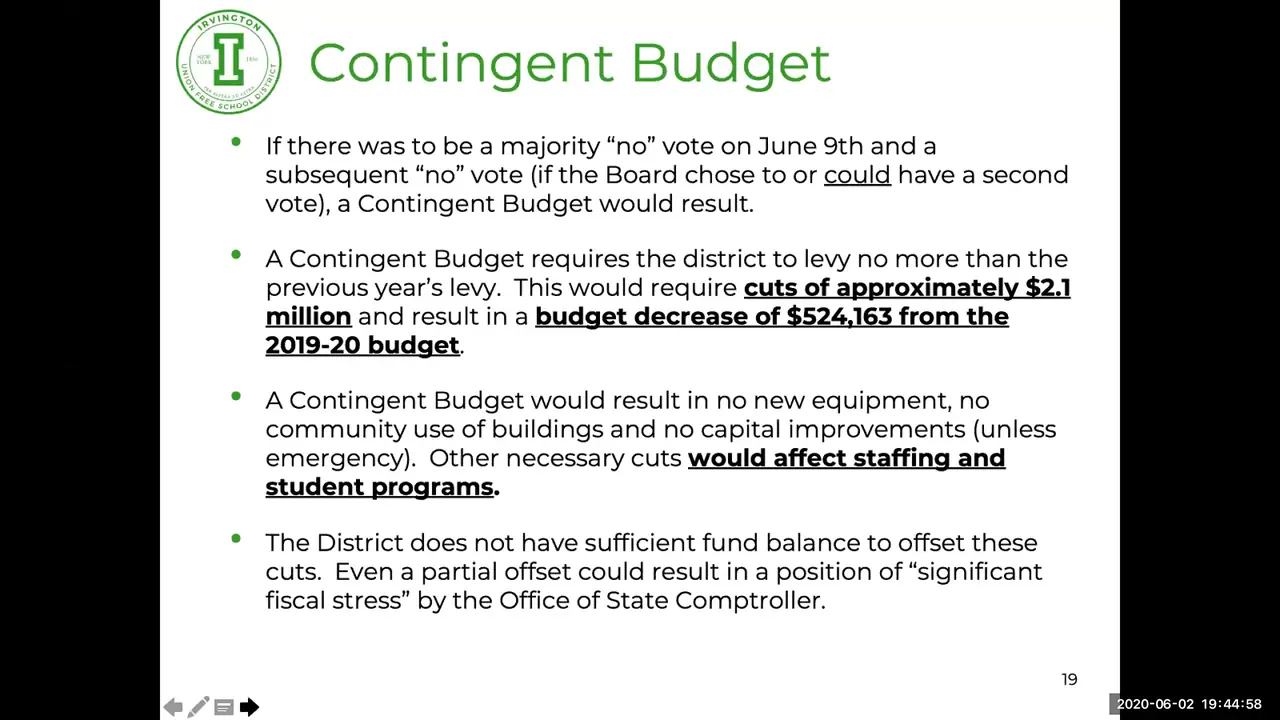 IRVINGTON
NEW YORK
UNION FREE SCHOOL DISTRICT
Contingent Budget
• If there was to be a majority “no” vote on June 9th and a
subsequent “no” vote (if the Board chose to or could have a second
vote), a Contingent Budget would result.
• A Contingent Budget requires the district to levy no more than the
previous year’s levy.  This would require cuts of approximately $2.1
million and result in a budget decrease of $524,163 from the
2019-20 budget.
• A Contingent Budget would result in no new equipment, no
community use of buildings and no capital improvements (unless
emergency).  Other necessary cuts would affect staffing and
student programs.
• The District does not have sufficient fund balance to offset these
cuts.  Even a partial offset could result in a position of “significant
fiscal stress” by the Office of State Comptroller.
19
2020-06-02 19:44:58